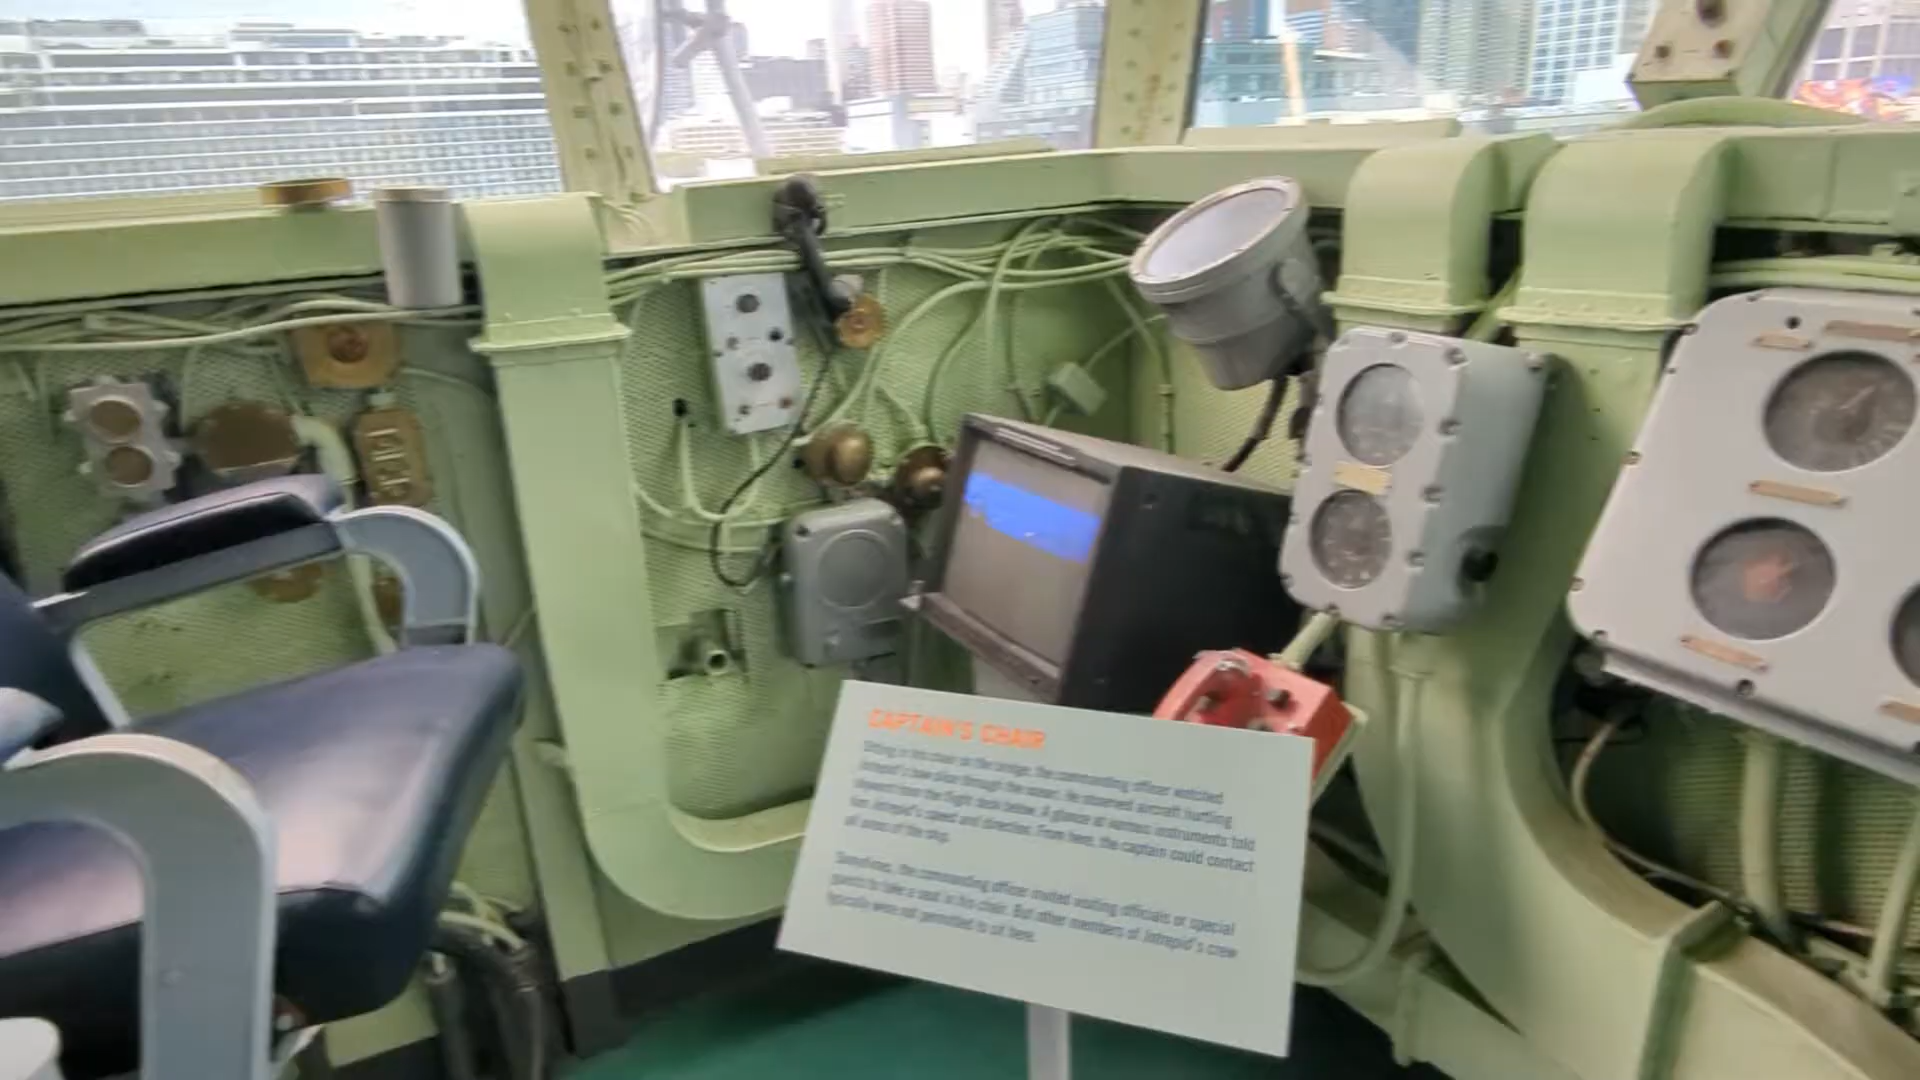 CAPTAIN'S CHAIR
Sitting in this chair on the bridge, the commanding officer watched
Intrepid's bow slice through the water. He observed aircraft hurtling
skyward from the flight deck below. A glance at various instruments told
him Intrepid's speed and direction. From here, the captain could contact
all areas of the ship.
Sometimes, the commanding officer invited visiting officials or special
guests to take a seat in his chair. But other members of Intrepid's crew
typically were not permitted to sit here.